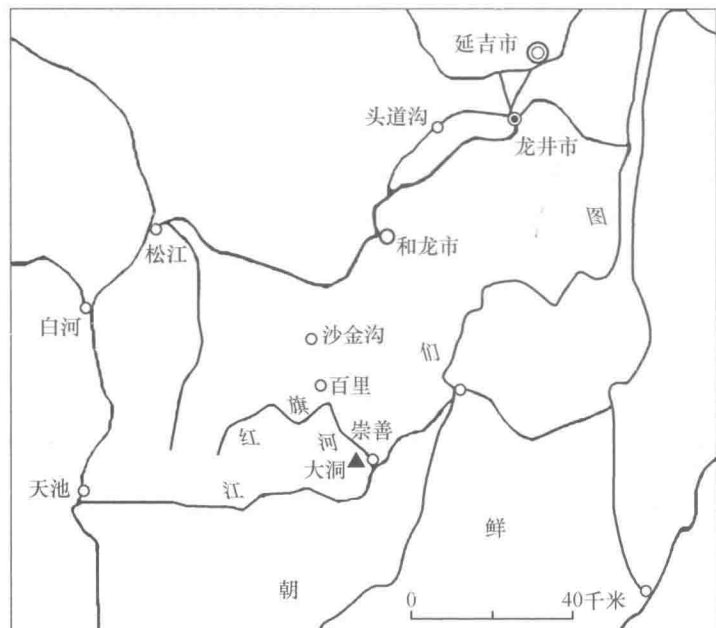 延吉市
头道沟
龙井市
图
和龙市
松江
白河
沙金沟
们
百里
旗
红
河
崇善
大洞
江
天池
鲜
朝
0
40千米